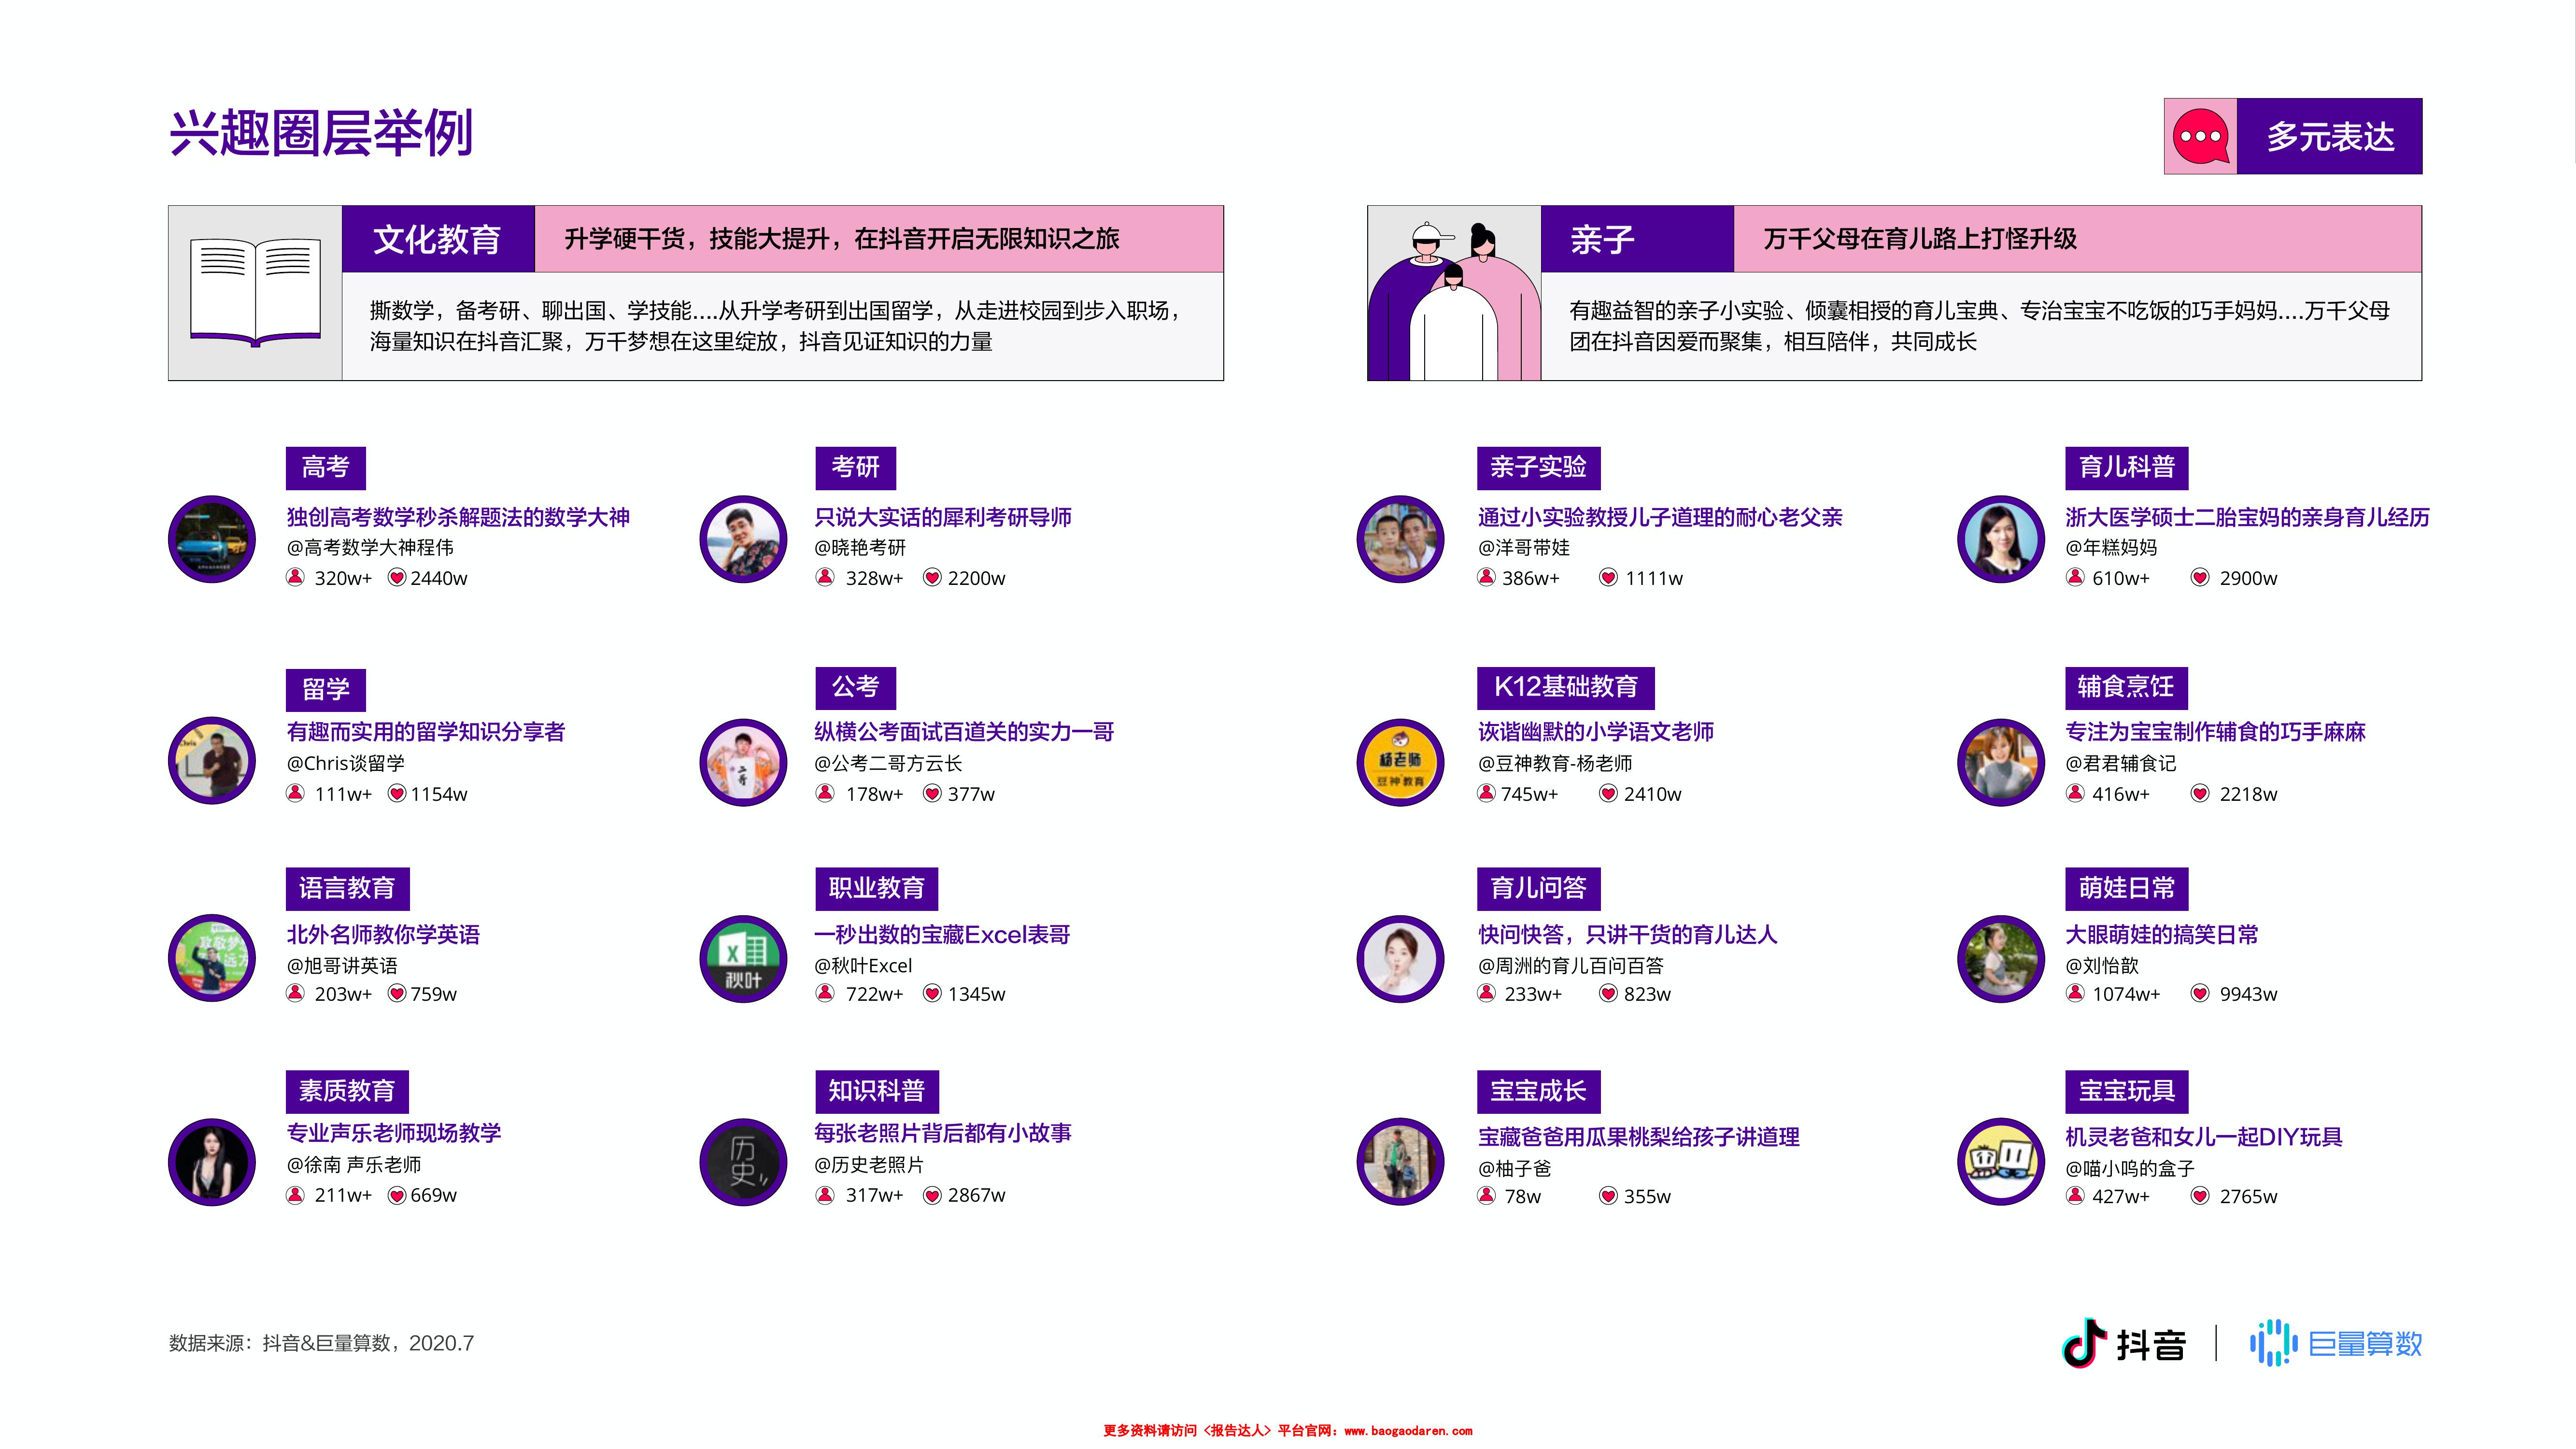 兴趣圈层举例
多元表达
文化教育
升学硬干货，技能大提升，在抖音开启无限知识之旅
撕数学，备考研、聊出国、学技能....从升学考研到出国留学，从走进校园到步入职场，
海量知识在抖音汇聚，万千梦想在这里绽放，抖音见证知识的力量
亲子
万千父母在育儿路上打怪升级
有趣益智的亲子小实验、倾囊相授的育儿宝典、专治宝宝不吃饭的巧手妈妈....万千父母
团在抖音因爱而聚集，相互陪伴，共同成长
高考
独创高考数学秒杀解题法的数学大神
@高考数学大神程伟
320w+ 2440w
考研
只说大实话的犀利考研导师
@晓艳考研
328w+ 2200w
留学
有趣而实用的留学知识分享者
@Chris谈留学
111w+ 1154w
公考
纵横公考面试百道关的实力一哥
@公考二哥方云长
178w+ 377w
语言教育
北外名师教你学英语
@旭哥讲英语
203w+ 759w
职业教育
一秒出数的宝藏Excel表哥
@秋叶Excel
722w+ 1345w
秋叶
素质教育
专业声乐老师现场教学
@徐南 声乐老师
211w+ 669w
知识科普
每张老照片背后都有小故事
@历史老照片
317w+ 2867w
历
史
亲子实验
通过小实验教授儿子道理的耐心老父亲
@洋哥带娃
386w+ 1111w
育儿科普
浙大医学硕士二胎宝妈的亲身育儿经历
@年糕妈妈
610w+ 2900w
K12基础教育
诙谐幽默的小学语文老师
@豆神教育-杨老师
745w+ 2410w
杨老师
豆神教育
辅食烹饪
专注为宝宝制作辅食的巧手麻麻
@君君辅食记
416w+ 2218w
育儿问答
快问快答，只讲干货的育儿达人
@周洲的育儿百问百答
233w+ 823w
萌娃日常
大眼萌娃的搞笑日常
@刘怡歆
1074w+ 9943w
宝宝成长
宝藏爸爸用瓜果桃梨给孩子讲道理
@柚子爸
78w 355w
宝宝玩具
机灵老爸和女儿一起DIY玩具
@喵小呜的盒子
427w+ 2765w
数据来源：抖音&巨量算数，2020.7
抖音
巨量算数
更多资料请访问《报告达人》平台官网：www.baogaodaren.com